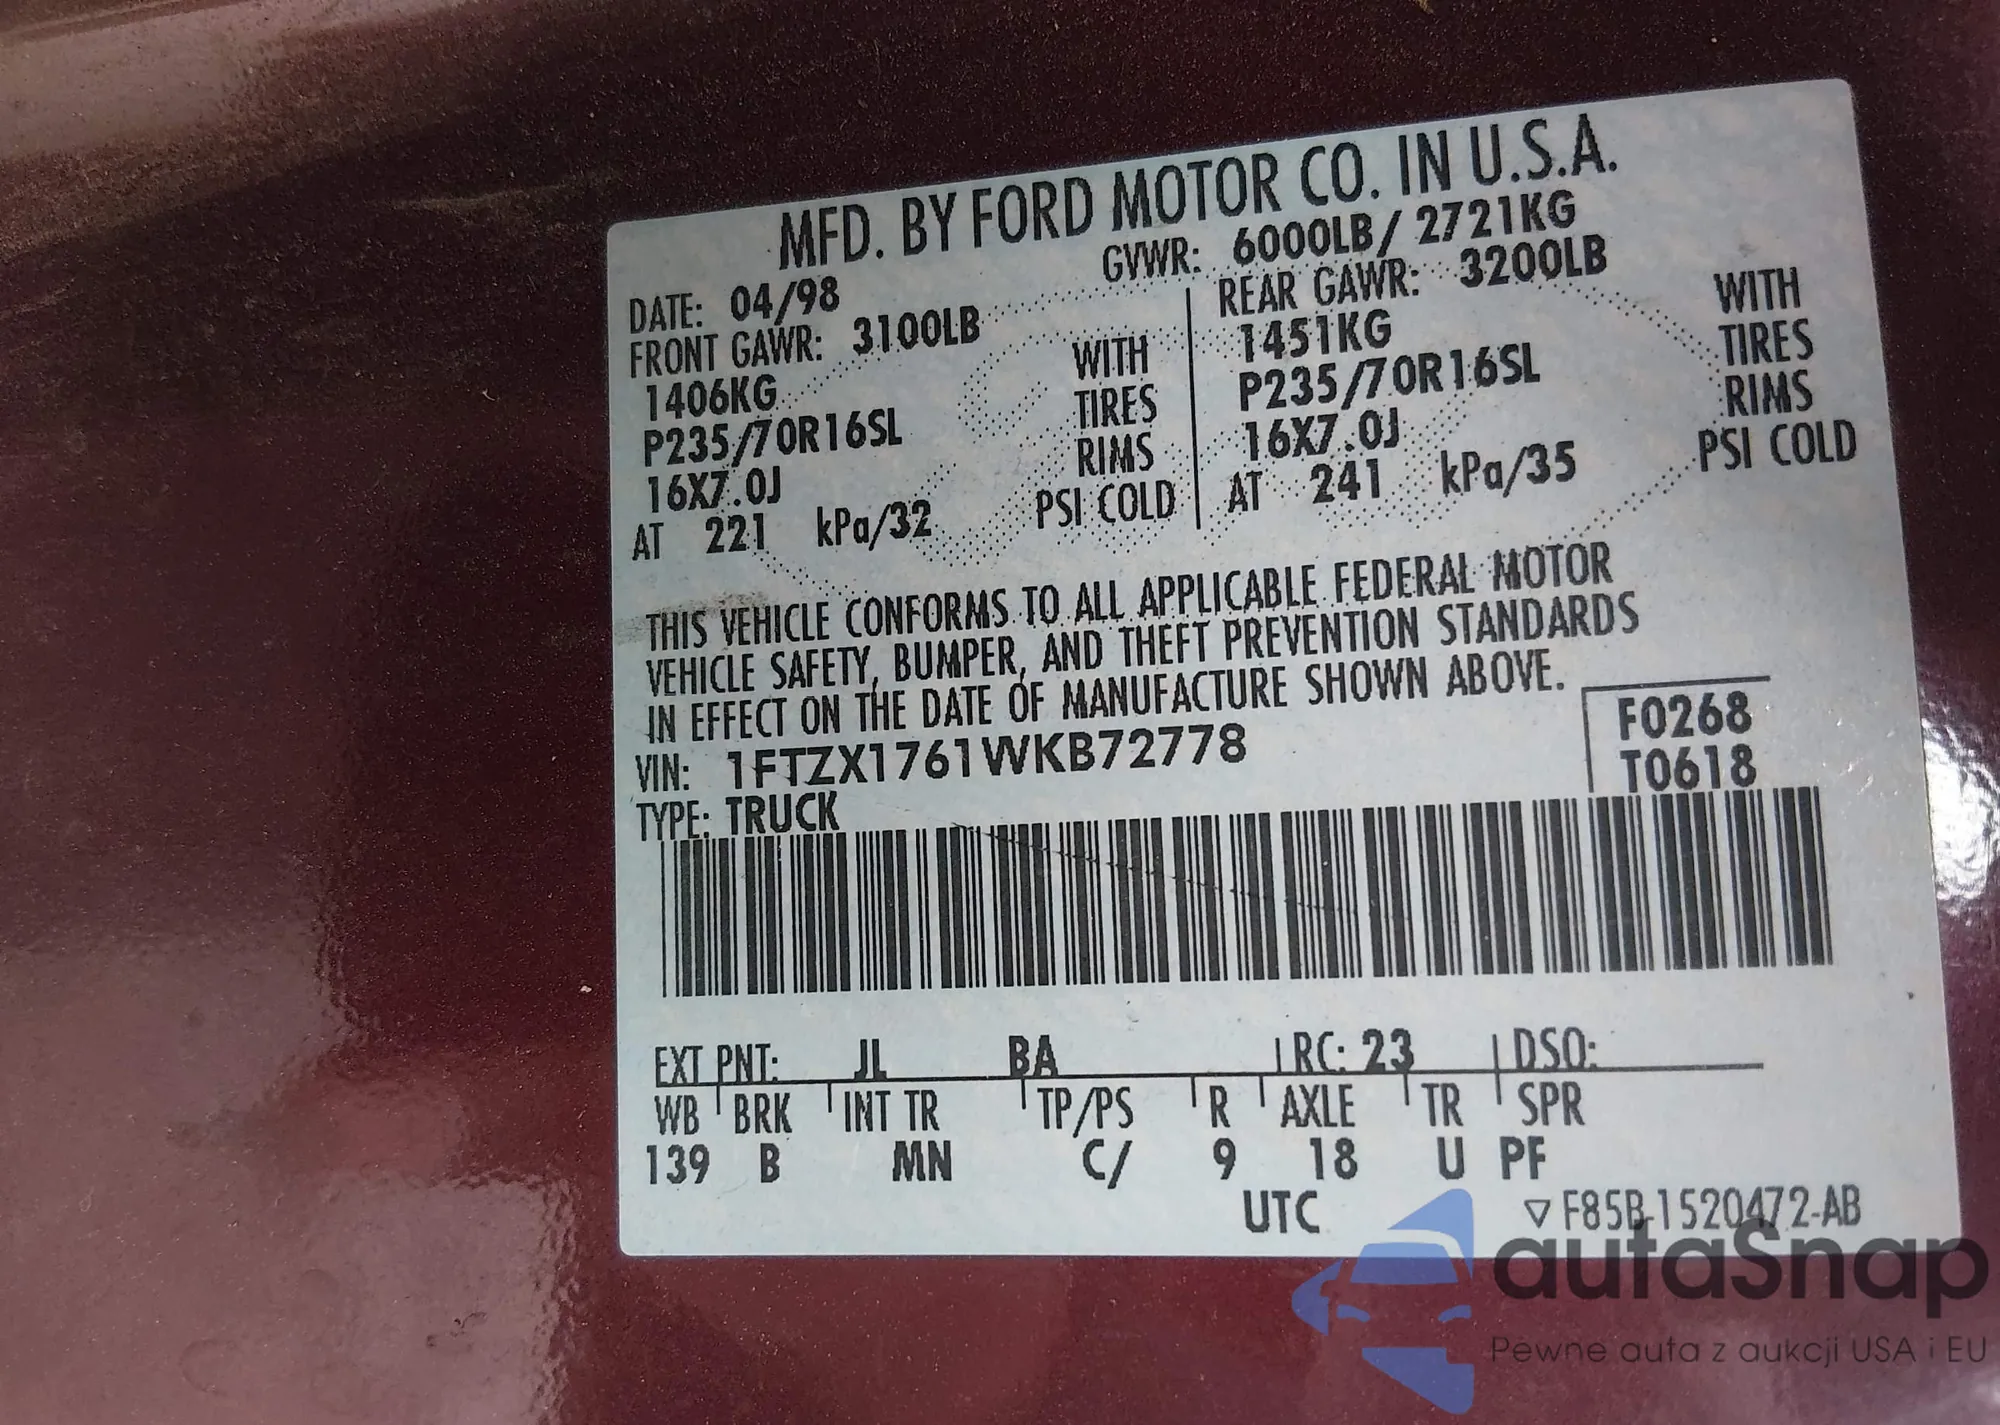 MFD. BY FORD MOTOR CO. IN U.S.A.
DATE: 04/98 GVWR: 6000LB/ 2721KG
FRONT GAWR: 3100LB REAR GAWR: 3200LB
1406KG WITH 1451KG WITH
P235/70R16SL TIRES P235/70R16SL TIRES
16X7.0J RIMS 16X7.0J RIMS
AT 221 kPa/32 PSI COLD AT 241 kPa/35 PSI COLD
THIS VEHICLE CONFORMS TO ALL APPLICABLE FEDERAL MOTOR
VEHICLE SAFETY, BUMPER, AND THEFT PREVENTION STANDARDS
IN EFFECT ON THE DATE OF MANUFACTURE SHOWN ABOVE.
VIN: 1FTZX1761WKB72778 F0268
TYPE: TRUCK T0618
EXT PNT: JL BA RC: 23 DSO:
WB BRK INT TR TP/PS R AXLE TR SPR
139 B MN C/ 9 18 U PF
UTC ▽ F85B-1520472-AB
autaSnap
Pewne auta z aukcji USA i EU